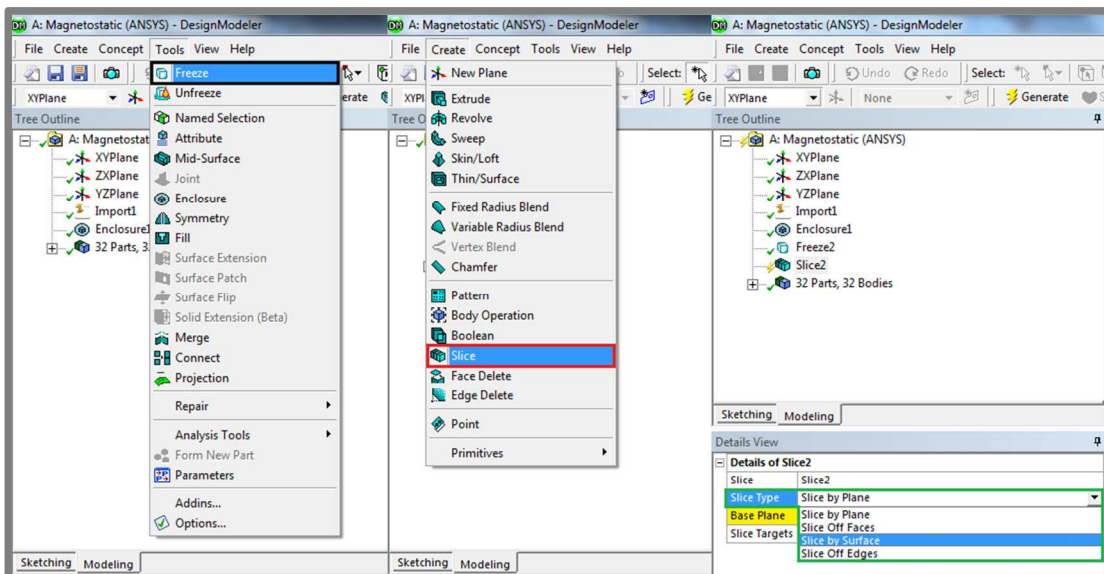 A: Magnetostatic (ANSYS) - DesignModeler
File Create Concept Tools View Help
Freeze
XYPlane
Unfreeze
erate
Tree Outline
Named Selection
A: Magnetostat
Attribute
XYPlane
Mid-Surface
ZXPlane
Joint
YZPlane
Enclosure
Import1
Symmetry
Enclosure1
Fill
32 Parts, 3
Surface Extension
Surface Patch
Surface Flip
Solid Extension (Beta)
Merge
Connect
Projection
Repair
Analysis Tools
Form New Part
Parameters
Addins...
Options...
Sketching Modeling
A: Magnetostatic (ANSYS) - DesignModeler
File Create Concept Tools View Help
New Plane
Select:
XYPl
Extrude
Ge
Tree O
Revolve
Sweep
Skin/Loft
Thin/Surface
Fixed Radius Blend
Variable Radius Blend
Vertex Blend
Chamfer
Pattern
Body Operation
Boolean
Slice
Face Delete
Edge Delete
Point
Primitives
Sketching Modeling
A: Magnetostatic (ANSYS) - DesignModeler
File Create Concept Tools View Help
Undo Redo Select:
XYPlane None Generate
Tree Outline
A: Magnetostatic (ANSYS)
XYPlane
ZXPlane
YZPlane
Import1
Enclosure1
Freeze2
Slice2
32 Parts, 32 Bodies
Sketching Modeling
Details View
Details of Slice2
Slice Slice2
Slice Type Slice by Plane
Base Plane Slice by Plane
Slice Off Faces
Slice Targets Slice by Surface
Slice Off Edges